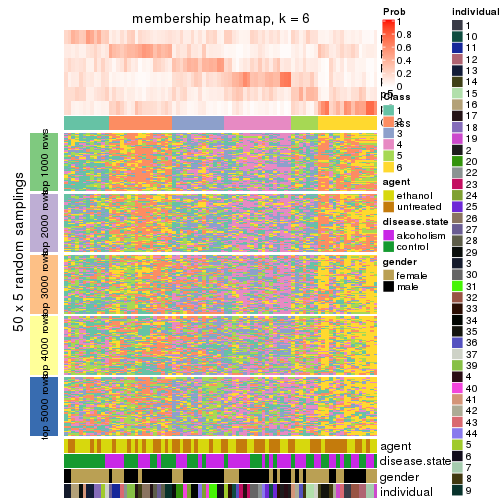 membership heatmap, k = 6
50 x 5 random samplings
top 1000 rows
top 2000 rows
top 3000 rows
top 4000 rows
top 5000 rows
agent
disease.state
gender
individual
Prob
1
0.8
0.6
0.4
0.2
0
Class
1
2
3
4
5
6
agent
ethanol
untreated
disease.state
alcoholism
control
gender
female
male
individual
1
10
11
12
13
14
15
16
17
18
19
2
20
22
23
24
25
26
27
28
29
3
30
31
32
33
34
35
36
37
39
4
40
41
42
43
44
5
6
7
8
9